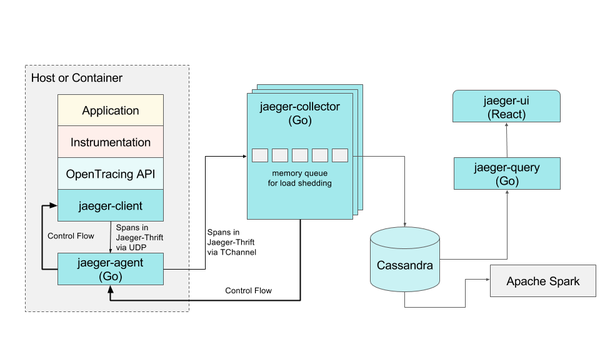 Host or Container
Application
Instrumentation
OpenTracing API
jaeger-client
Control Flow
Spans in
Jaeger-Thrift
via UDP
jaeger-agent
(Go)
Spans in
Jaeger-Thrift
via TChannel
Control Flow
jaeger-collector
(Go)
memory queue
for load shedding
Cassandra
jaeger-ui
(React)
jaeger-query
(Go)
Apache Spark